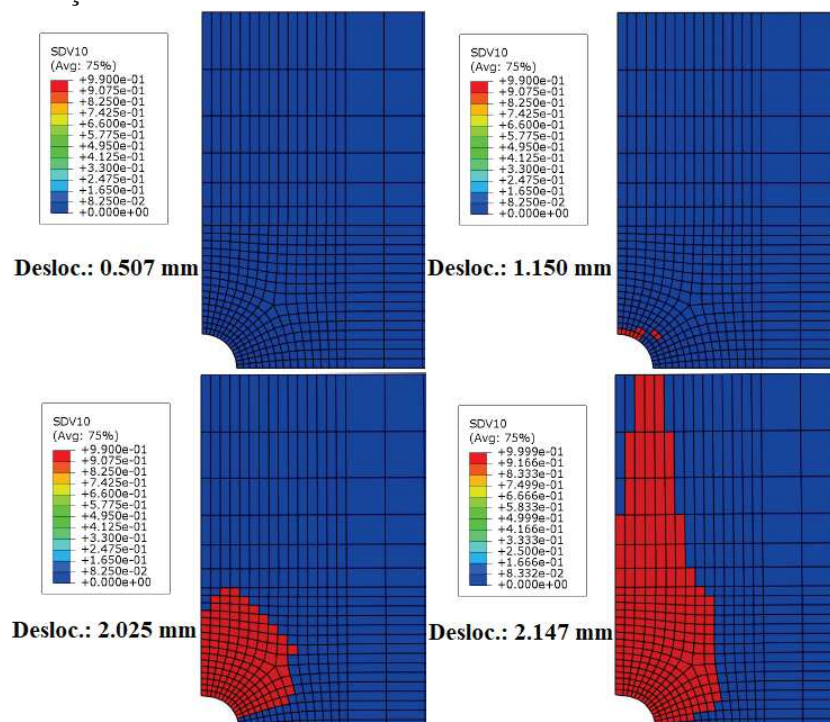 SDV10
(Avg: 75%)
+9.900e-01
+9.075e-01
+8.250e-01
+7.425e-01
+6.600e-01
+5.775e-01
+4.950e-01
+4.125e-01
+3.300e-01
+2.475e-01
+1.650e-01
+8.250e-02
+0.000e+00
Desloc.: 0.507 mm
SDV10
(Avg: 75%)
+9.900e-01
+9.075e-01
+8.250e-01
+7.425e-01
+6.600e-01
+5.775e-01
+4.950e-01
+4.125e-01
+3.300e-01
+2.475e-01
+1.650e-01
+8.250e-02
+0.000e+00
Desloc.: 1.150 mm
SDV10
(Avg: 75%)
+9.900e-01
+9.075e-01
+8.250e-01
+7.425e-01
+6.600e-01
+5.775e-01
+4.950e-01
+4.125e-01
+3.300e-01
+2.475e-01
+1.650e-01
+8.250e-02
+0.000e+00
Desloc.: 2.025 mm
SDV10
(Avg: 75%)
+9.999e-01
+9.166e-01
+8.333e-01
+7.499e-01
+6.666e-01
+5.833e-01
+4.999e-01
+4.166e-01
+3.333e-01
+2.500e-01
+1.666e-01
+8.332e-02
+0.000e+00
Desloc.: 2.147 mm